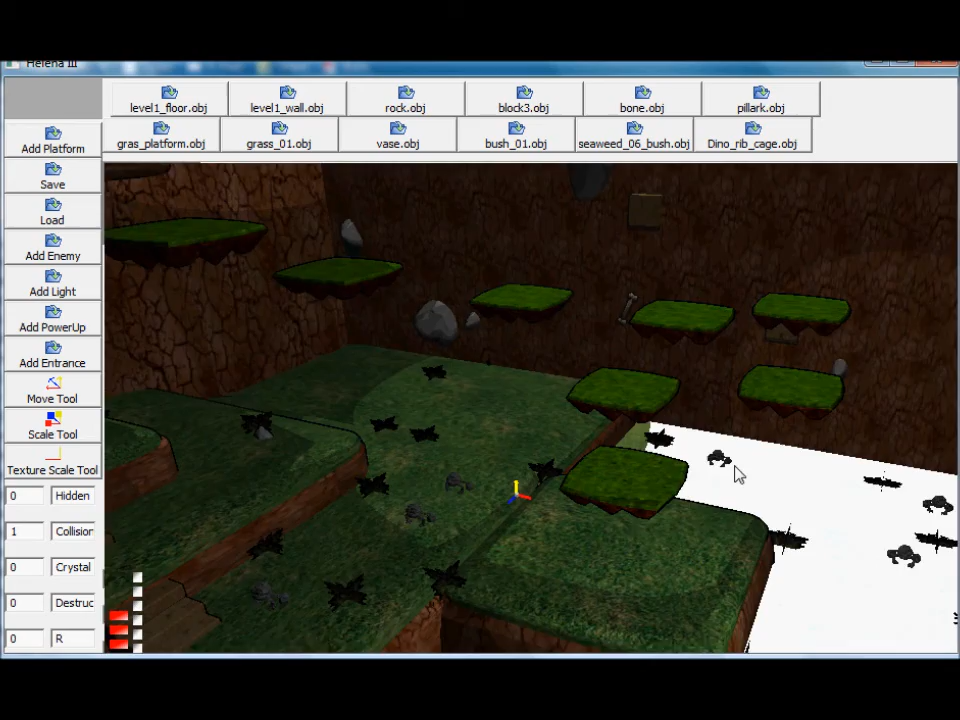 Helena III
level1_floor.obj level1_wall.obj rock.obj block3.obj bone.obj pillark.obj
gras_platform.obj grass_01.obj vase.obj bush_01.obj seaweed_06_bush.obj Dino_rib_cage.obj
Add Platform
Save
Load
Add Enemy
Add Light
Add PowerUp
Add Entrance
Move Tool
Scale Tool
Texture Scale Tool
0 Hidden
1 Collision
0 Crystal
0 Destruc
0 R